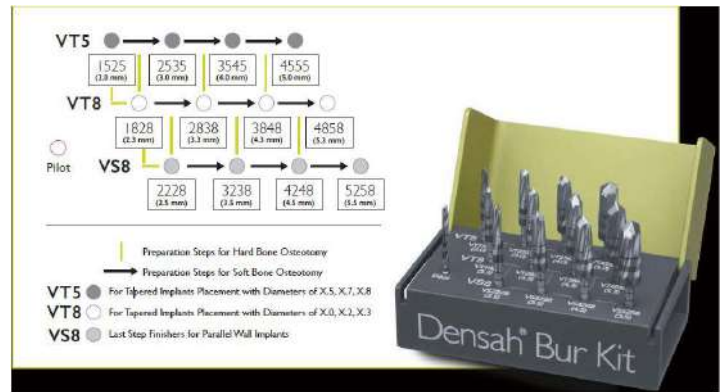 VT5
1525 2535 3545 4555
(2.0 mm) (3.0 mm) (4.0 mm) (5.0 mm)
VT8
1828 2838 3848 4858
(2.3 mm) (3.3 mm) (4.3 mm) (5.3 mm)
Pilot VS8
2228 3238 4248 5258
(2.5 mm) (3.5 mm) (4.5 mm) (5.5 mm)
Preparation Steps for Hard Bone Osteotomy
Preparation Steps for Soft Bone Osteotomy
VT5 For Tapered Implants Placement with Diameters of X.5, X.7, X.8
VT8 For Tapered Implants Placement with Diameters of X.0, X.2, X.3
VS8 Last Step Finishers for Parallel Wall Implants
VT5
VT8
Pilot
VS8
Densah® Bur Kit